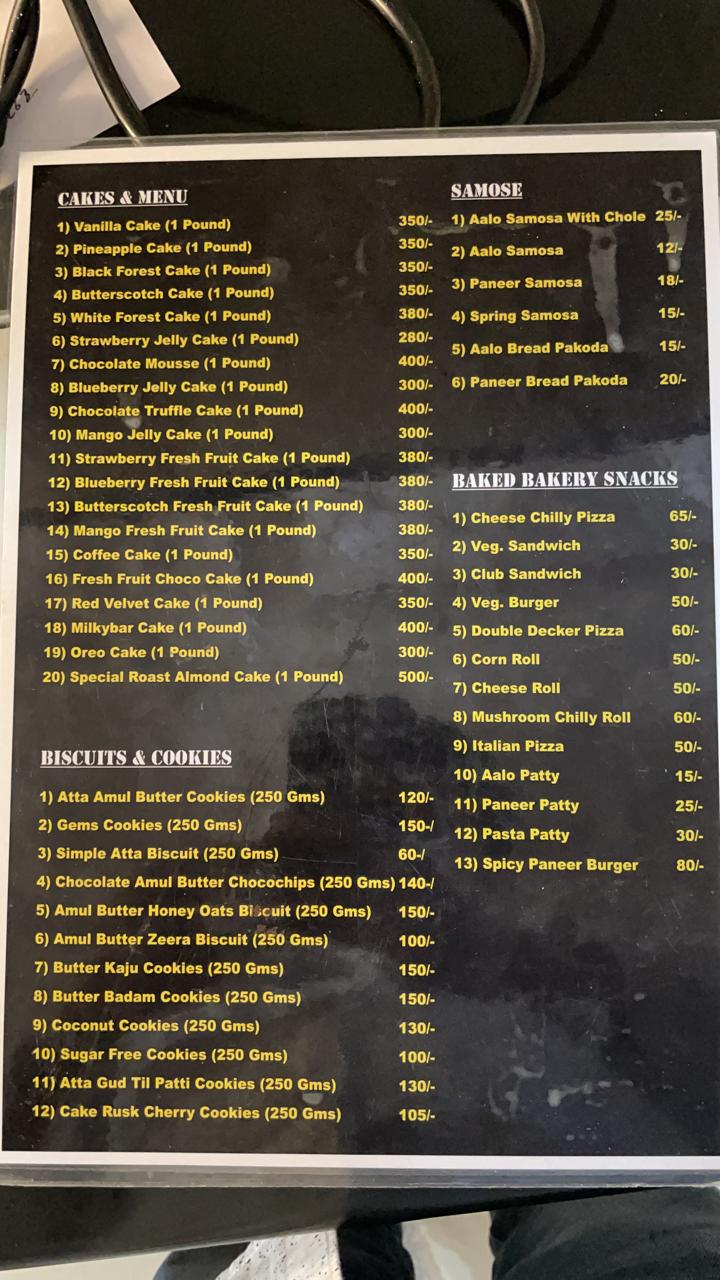 CAKES & MENU
1) Vanilla Cake (1 Pound) 350/-
2) Pineapple Cake (1 Pound) 350/-
3) Black Forest Cake (1 Pound) 350/-
4) Butterscotch Cake (1 Pound) 350/-
5) White Forest Cake (1 Pound) 380/-
6) Strawberry Jelly Cake (1 Pound) 280/-
7) Chocolate Mousse (1 Pound) 400/-
8) Blueberry Jelly Cake (1 Pound) 300/-
9) Chocolate Truffle Cake (1 Pound) 400/-
10) Mango Jelly Cake (1 Pound) 300/-
11) Strawberry Fresh Fruit Cake (1 Pound) 380/-
12) Blueberry Fresh Fruit Cake (1 Pound) 380/-
13) Butterscotch Fresh Fruit Cake (1 Pound) 380/-
14) Mango Fresh Fruit Cake (1 Pound) 380/-
15) Coffee Cake (1 Pound) 350/-
16) Fresh Fruit Choco Cake (1 Pound) 400/-
17) Red Velvet Cake (1 Pound) 350/-
18) Milkybar Cake (1 Pound) 400/-
19) Oreo Cake (1 Pound) 300/-
20) Special Roast Almond Cake (1 Pound) 500/-
BISCUITS & COOKIES
1) Atta Amul Butter Cookies (250 Gms) 120/-
2) Gems Cookies (250 Gms) 150-/
3) Simple Atta Biscuit (250 Gms) 60-/
4) Chocolate Amul Butter Chocochips (250 Gms) 140-/
5) Amul Butter Honey Oats Biscuit (250 Gms) 150/-
6) Amul Butter Zeera Biscuit (250 Gms) 100/-
7) Butter Kaju Cookies (250 Gms) 150/-
8) Butter Badam Cookies (250 Gms) 150/-
9) Coconut Cookies (250 Gms) 130/-
10) Sugar Free Cookies (250 Gms) 100/-
11) Atta Gud Til Patti Cookies (250 Gms) 130/-
12) Cake Rusk Cherry Cookies (250 Gms) 105/-
SAMOSE
1) Aalo Samosa With Chole 25/-
2) Aalo Samosa 12/-
3) Paneer Samosa 18/-
4) Spring Samosa 15/-
5) Aalo Bread Pakoda 15/-
6) Paneer Bread Pakoda 20/-
BAKED BAKERY SNACKS
1) Cheese Chilly Pizza 65/-
2) Veg. Sandwich 30/-
3) Club Sandwich 30/-
4) Veg. Burger 50/-
5) Double Decker Pizza 60/-
6) Corn Roll 50/-
7) Cheese Roll 50/-
8) Mushroom Chilly Roll 60/-
9) Italian Pizza 50/-
10) Aalo Patty 15/-
11) Paneer Patty 25/-
12) Pasta Patty 30/-
13) Spicy Paneer Burger 80/-